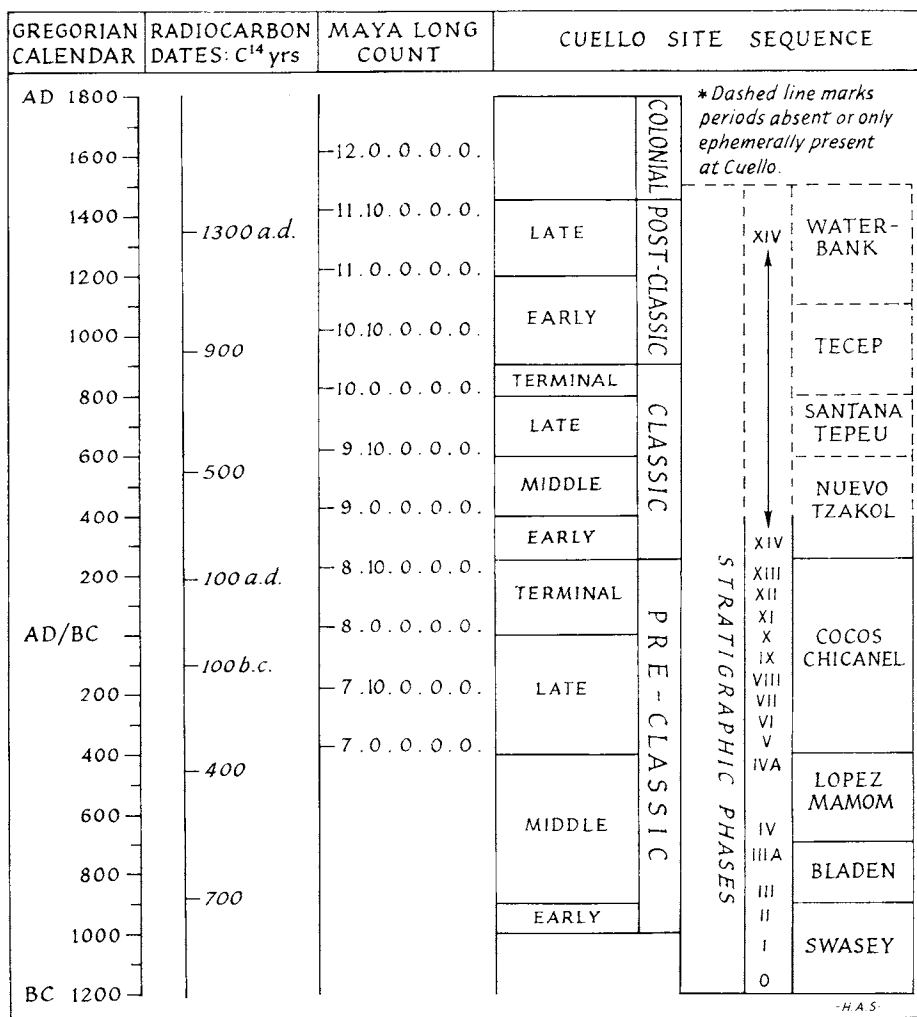 GREGORIAN CALENDAR
RADIOCARBON DATES: C14 yrs
MAYA LONG COUNT
CUELLO SITE SEQUENCE
* Dashed line marks
periods absent or only
ephemerally present
at Cuello.
AD 1800
1600
1400
1200
1000
800
600
400
200
AD/BC
200
400
600
800
1000
BC 1200
1300 a.d.
900
500
100 a.d.
100 b.c.
400
700
12.0.0.0.0.
11.10.0.0.0.
11.0.0.0.0.
10.10.0.0.0.
10.0.0.0.0.
9.10.0.0.0.
9.0.0.0.0.
8.10.0.0.0.
8.0.0.0.0.
7.10.0.0.0.
7.0.0.0.0.
LATE
EARLY
TERMINAL
LATE
MIDDLE
EARLY
TERMINAL
LATE
MIDDLE
EARLY
COLONIAL
POST-CLASSIC
CLASSIC
PRE-CLASSIC
STRATIGRAPHIC PHASES
XIV
XIV
XIII
XII
XI
X
IX
VIII
VII
VI
V
IVA
IV
IIIA
III
II
I
0
WATER-
BANK
TECEP
SANTANA
TEPEU
NUEVO
TZAKOL
COCOS
CHICANEL
LOPEZ
MAMOM
BLADEN
SWASEY
-H.A.S-